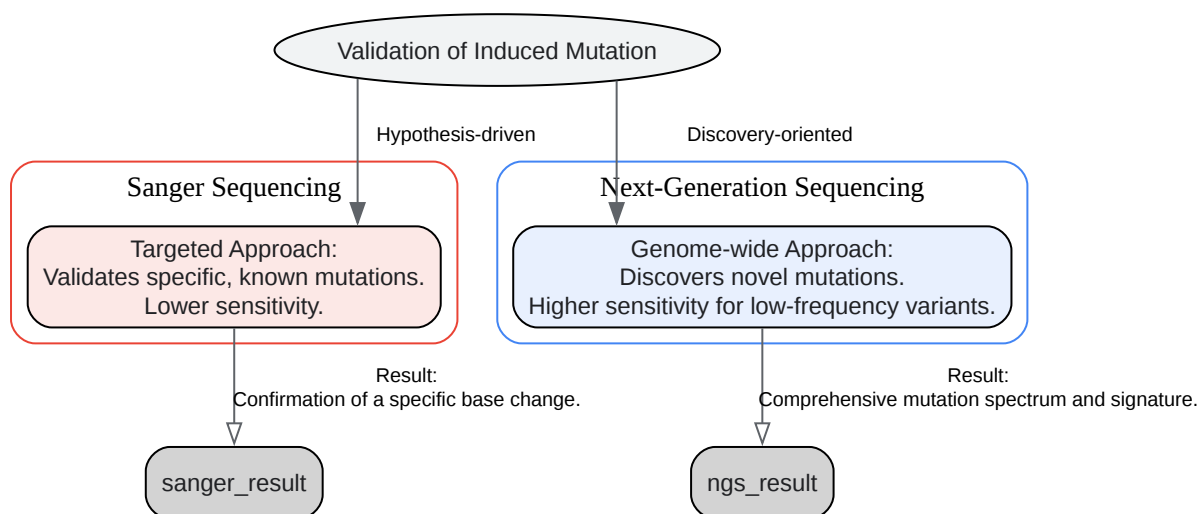 Validation of Induced Mutation
Hypothesis-driven
Discovery-oriented
Sanger Sequencing
Next-Generation Sequencing
Targeted Approach:
Validates specific, known mutations.
Lower sensitivity.
Genome-wide Approach:
Discovers novel mutations.
Higher sensitivity for low-frequency variants.
Result:
Confirmation of a specific base change.
Result:
Comprehensive mutation spectrum and signature.
sanger_result
ngs_result